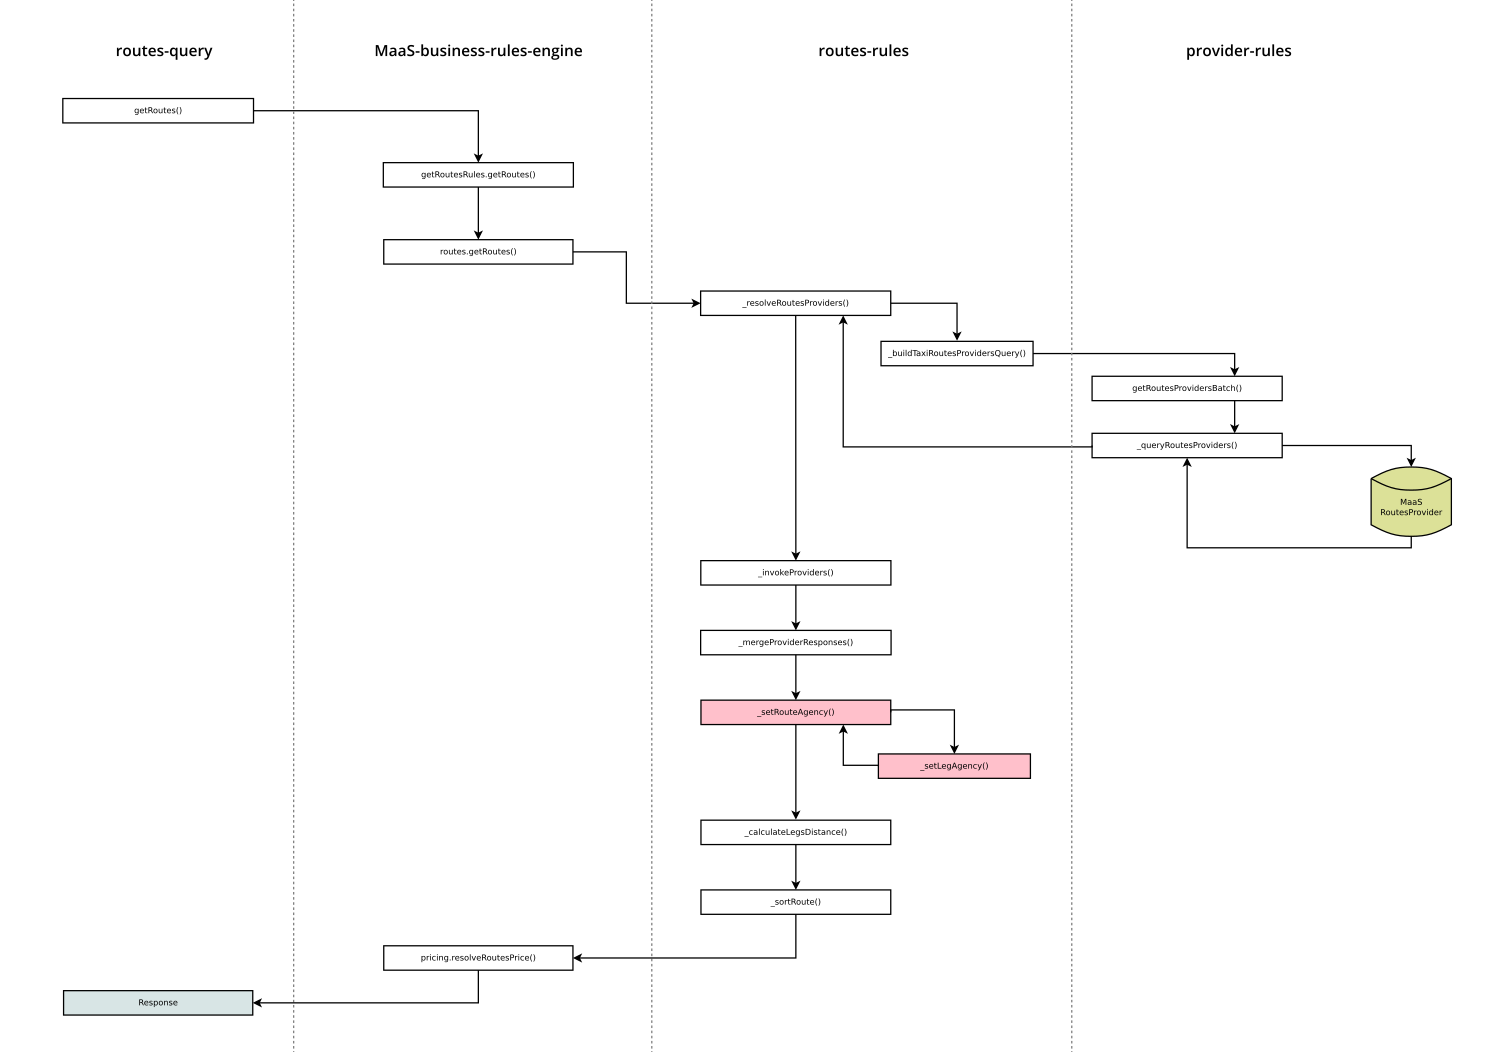 routes-query
MaaS-business-rules-engine
routes-rules
provider-rules
getRoutes()
getRoutesRules.getRoutes()
routes.getRoutes()
_resolveRoutesProviders()
_buildTaxiRoutesProvidersQuery()
getRoutesProvidersBatch()
_queryRoutesProviders()
MaaS
RoutesProvider
_invokeProviders()
_mergeProviderResponses()
_setRouteAgency()
_setLegAgency()
_calculateLegsDistance()
_sortRoute()
pricing.resolveRoutesPrice()
Response